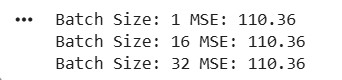 Batch Size: 1 MSE: 110.36
Batch Size: 16 MSE: 110.36
Batch Size: 32 MSE: 110.36